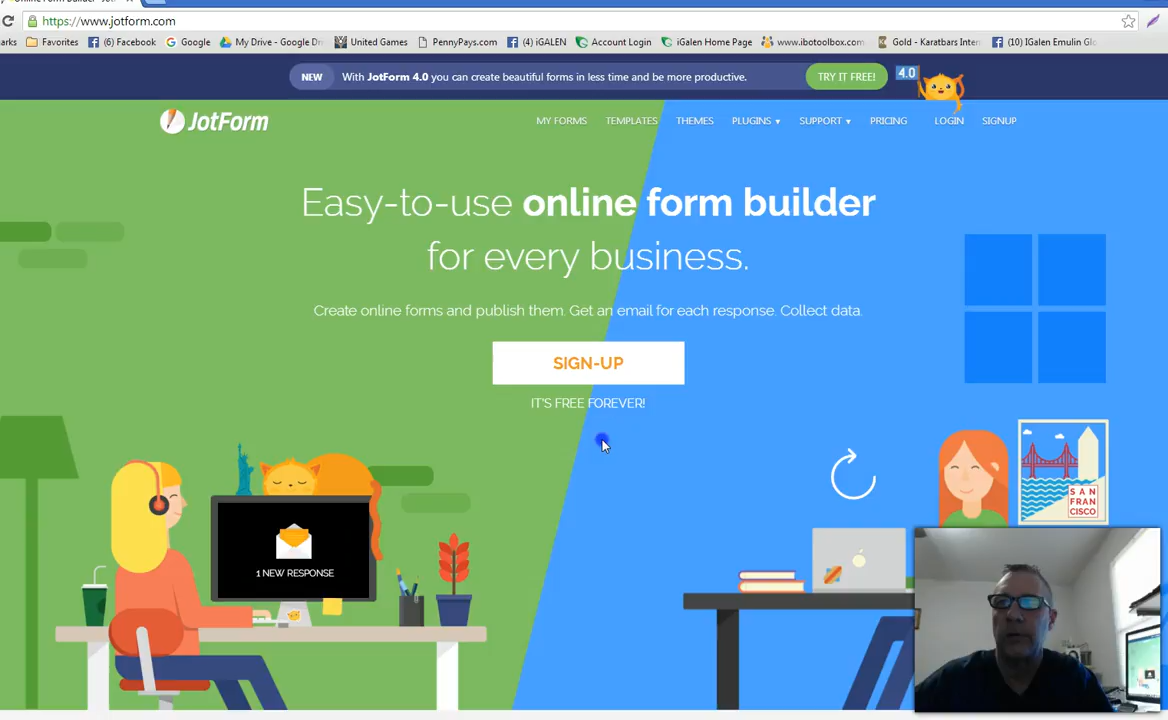 https://www.jotform.com
Favorites (6) Facebook Google My Drive - Google Dr United Games PennyPays.com (4) iGALEN Account Login iGalen Home Page www.ibotoolbox.com Gold - Karatbars Inter (10) IGalen Emulin Glo
NEW With JotForm 4.0 you can create beautiful forms in less time and be more productive. TRY IT FREE! 4.0
JotForm MY FORMS TEMPLATES THEMES PLUGINS ▾ SUPPORT ▾ PRICING LOGIN SIGNUP
Easy-to-use online form builder
for every business.
Create online forms and publish them. Get an email for each response. Collect data.
SIGN-UP
IT'S FREE FOREVER!
SAN
FRAN
CISCO
1 NEW RESPONSE